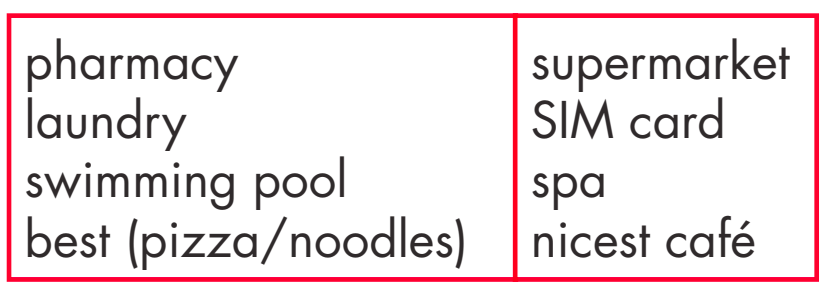 pharmacy
laundry
swimming pool
best (pizza/noodles)
supermarket
SIM card
spa
nicest café